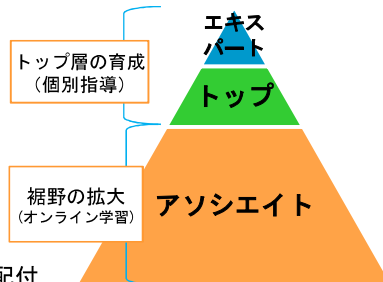 エキス
パート
トップ層の育成
（個別指導）
トップ
裾野の拡大
（オンライン学習）
アソシエイト
配付